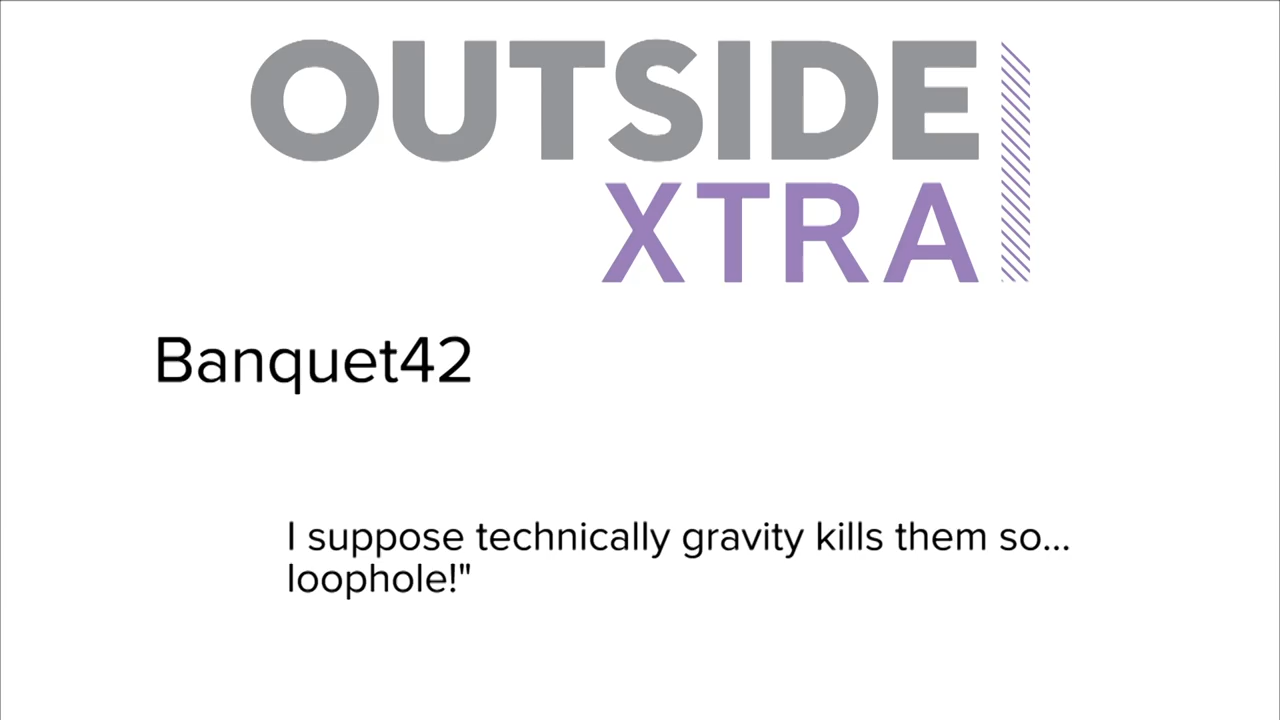 OUTSIDE
XTRA
Banquet42
I suppose technically gravity kills them so...
loophole!"